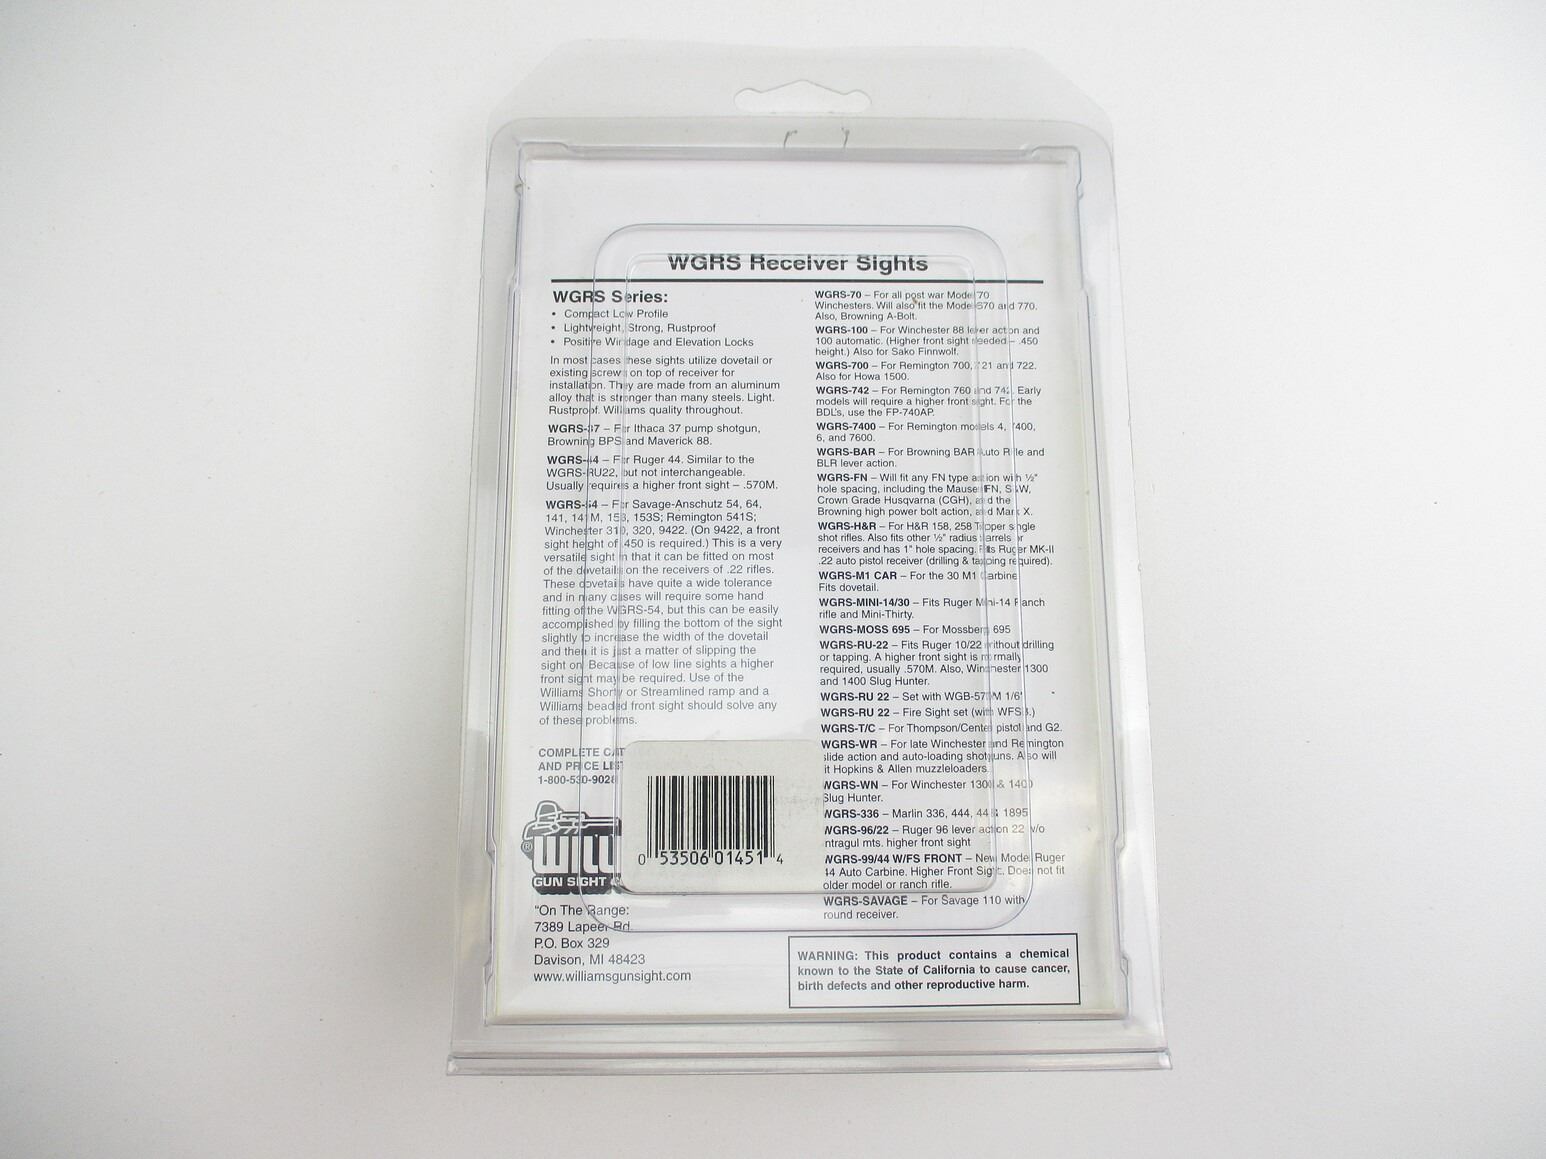 WGRS Receiver Sights
WGRS Series:
• Compact Low Profile
• Lightweight, Strong, Rustproof
• Positive Windage and Elevation Locks
In most cases these sights utilize dovetail or
existing screws on top of receiver for
installation. They are made from an aluminum
alloy that is stronger than many steels. Light.
Rustproof. Williams quality throughout.
WGRS-37 – For Ithaca 37 pump shotgun,
Browning BPS and Maverick 88.
WGRS-44 – For Ruger 44. Similar to the
WGRS-RU22, but not interchangeable.
Usually requires a higher front sight – .570M.
WGRS-54 – For Savage-Anschutz 54, 64,
141, 141M, 153, 153S; Remington 541S;
Winchester 310, 320, 9422. (On 9422, a front
sight height of .450 is required.) This is a very
versatile sight in that it can be fitted on most
of the dovetails on the receivers of .22 rifles.
These dovetails have quite a wide tolerance
and in many cases will require some hand
fitting of the WGRS-54, but this can be easily
accomplished by filling the bottom of the sight
slightly to increase the width of the dovetail
and then it is just a matter of slipping the
sight on. Because of low line sights a higher
front sight may be required. Use of the
Williams Shorty or Streamlined ramp and a
Williams beaded front sight should solve any
of these problems.
COMPLETE CAT
AND PRICE LIST
1-800-530-9028
® WILL
GUN SIGHT
"On The Range:
7389 Lapeer Rd.
P.O. Box 329
Davison, MI 48423
www.williamsgunsight.com
0 53506 01451 4
WGRS-70 – For all post war Model 70
Winchesters. Will also fit the Model 670 and 770.
Also, Browning A-Bolt.
WGRS-100 – For Winchester 88 lever action and
100 automatic. (Higher front sight needed – .450
height.) Also for Sako Finnwolf.
WGRS-700 – For Remington 700, 721 and 722.
Also for Howa 1500.
WGRS-742 – For Remington 760 and 742. Early
models will require a higher front sight. For the
BDL's, use the FP-740AP.
WGRS-7400 – For Remington models 4, 7400,
6, and 7600.
WGRS-BAR – For Browning BAR Auto Rifle and
BLR lever action.
WGRS-FN – Will fit any FN type action with ½"
hole spacing, including the Mauser FN, S&W,
Crown Grade Husqvarna (CGH), and the
Browning high power bolt action, and Mark X.
WGRS-H&R – For H&R 158, 258 Topper single
shot rifles. Also fits other ½" radius barrels or
receivers and has 1" hole spacing. Fits Ruger MK-II
.22 auto pistol receiver (drilling & tapping required).
WGRS-M1 CAR – For the 30 M1 Carbine
Fits dovetail.
WGRS-MINI-14/30 – Fits Ruger Mini-14 Ranch
rifle and Mini-Thirty.
WGRS-MOSS 695 – For Mossberg 695
WGRS-RU-22 – Fits Ruger 10/22 without drilling
or tapping. A higher front sight is normally
required, usually .570M. Also, Winchester 1300
and 1400 Slug Hunter.
WGRS-RU 22 – Set with WGB-570M 1/6"
WGRS-RU 22 – Fire Sight set (with WFSB.)
WGRS-T/C – For Thompson/Center pistol and G2.
WGRS-WR – For late Winchester and Remington
slide action and auto-loading shotguns. Also will
fit Hopkins & Allen muzzleloaders.
WGRS-WN – For Winchester 1300 & 1400
Slug Hunter.
WGRS-336 – Marlin 336, 444, 44 & 1895
WGRS-96/22 – Ruger 96 lever action 22 w/o
intragul mts. higher front sight
WGRS-99/44 W/FS FRONT – New Model Ruger
44 Auto Carbine. Higher Front Sight. Does not fit
older model or ranch rifle.
WGRS-SAVAGE – For Savage 110 with
round receiver.
WARNING: This product contains a chemical
known to the State of California to cause cancer,
birth defects and other reproductive harm.